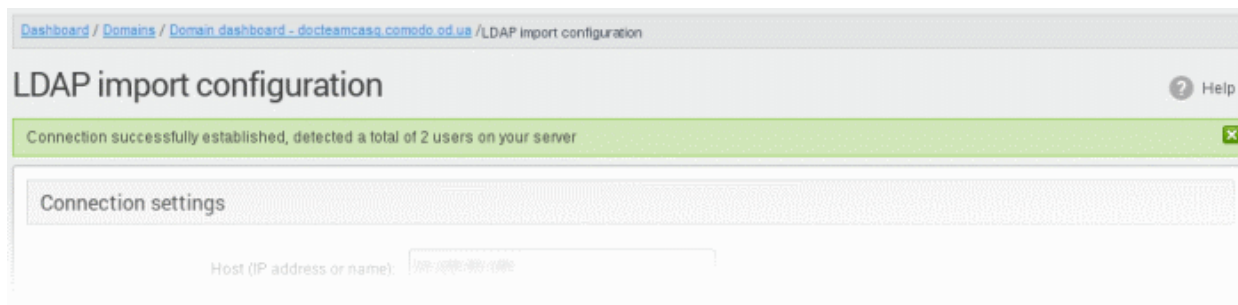 Dashboard / Domains / Domain dashboard - docteamcasg.comodo.od.ua /LDAP import configuration
LDAP import configuration
Help
Connection successfully established, detected a total of 2 users on your server
Connection settings
Host (IP address or name):